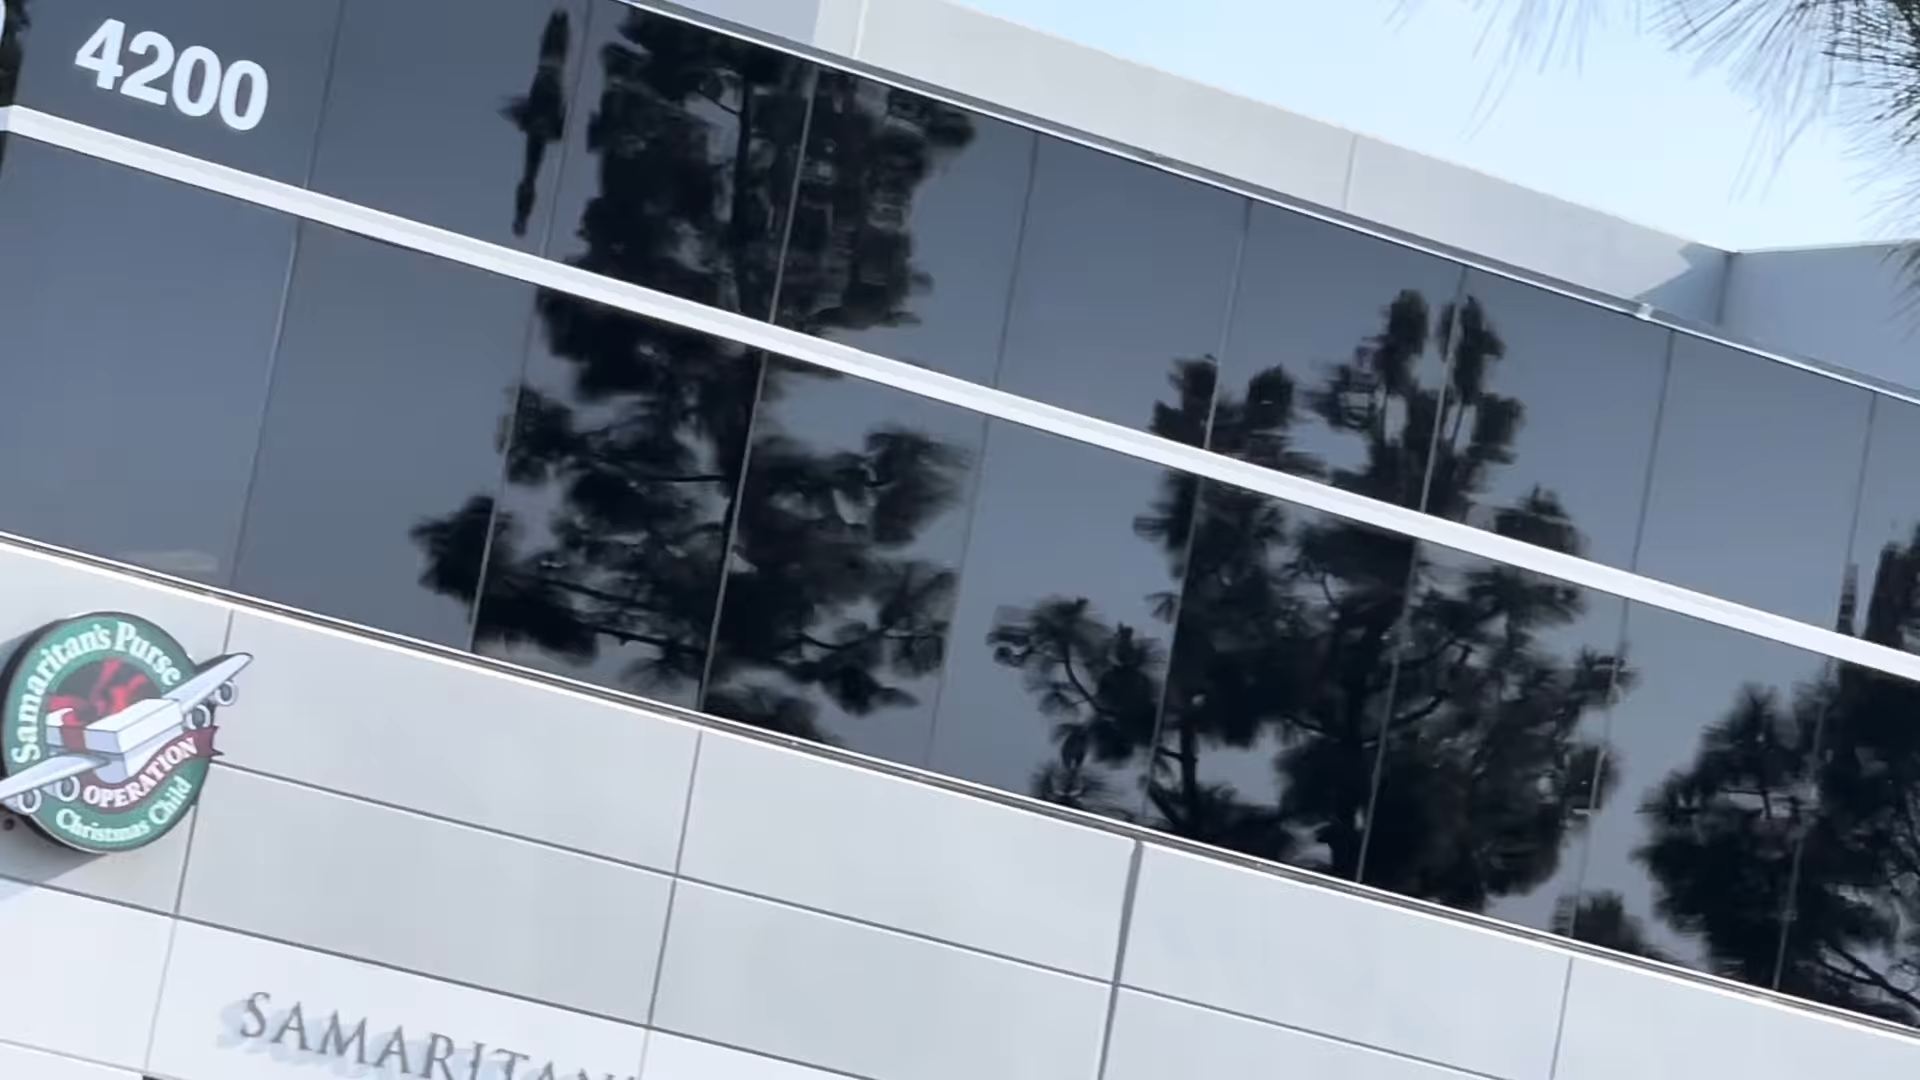 4200
Samaritan's Purse
OPERATION
Christmas Child
SAMARITAN'